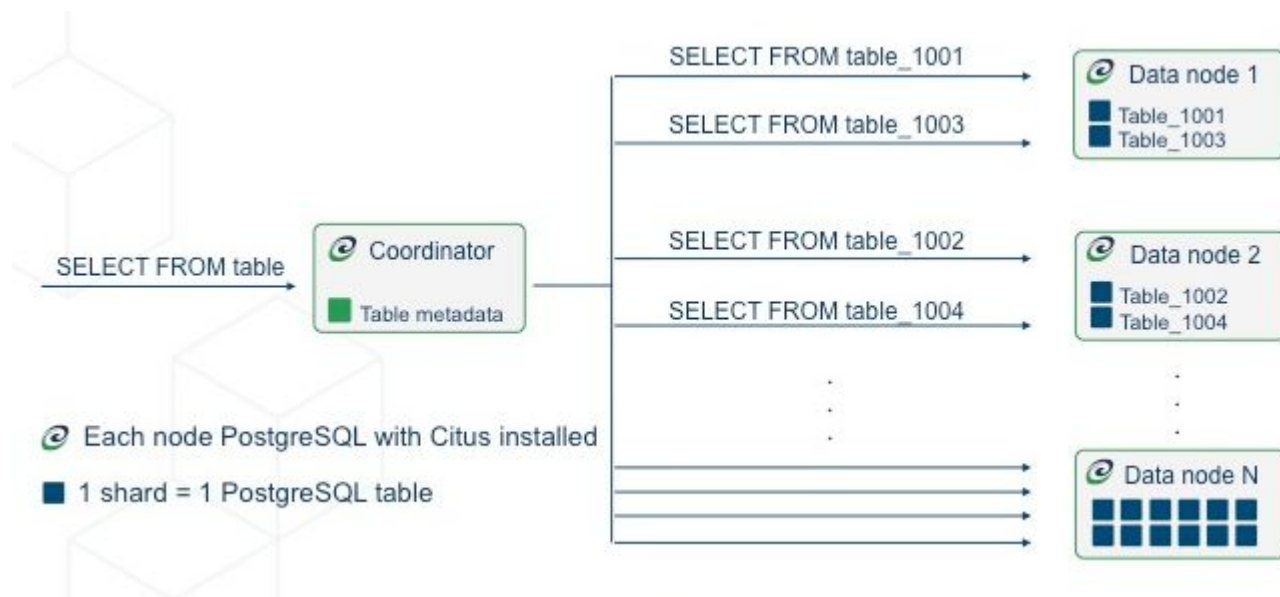 SELECT FROM table_1001
Data node 1
Table_1001
SELECT FROM table_1003
Table_1003
SELECT FROM table_1002
Coordinator
Data node 2
SELECT FROM table
Table_1002
SELECT FROM table_1004
Table metadata
Table_1004
.
.
.
.
.
.
Each node PostgreSQL with Citus installed
Data node N
1 shard = 1 PostgreSQL table